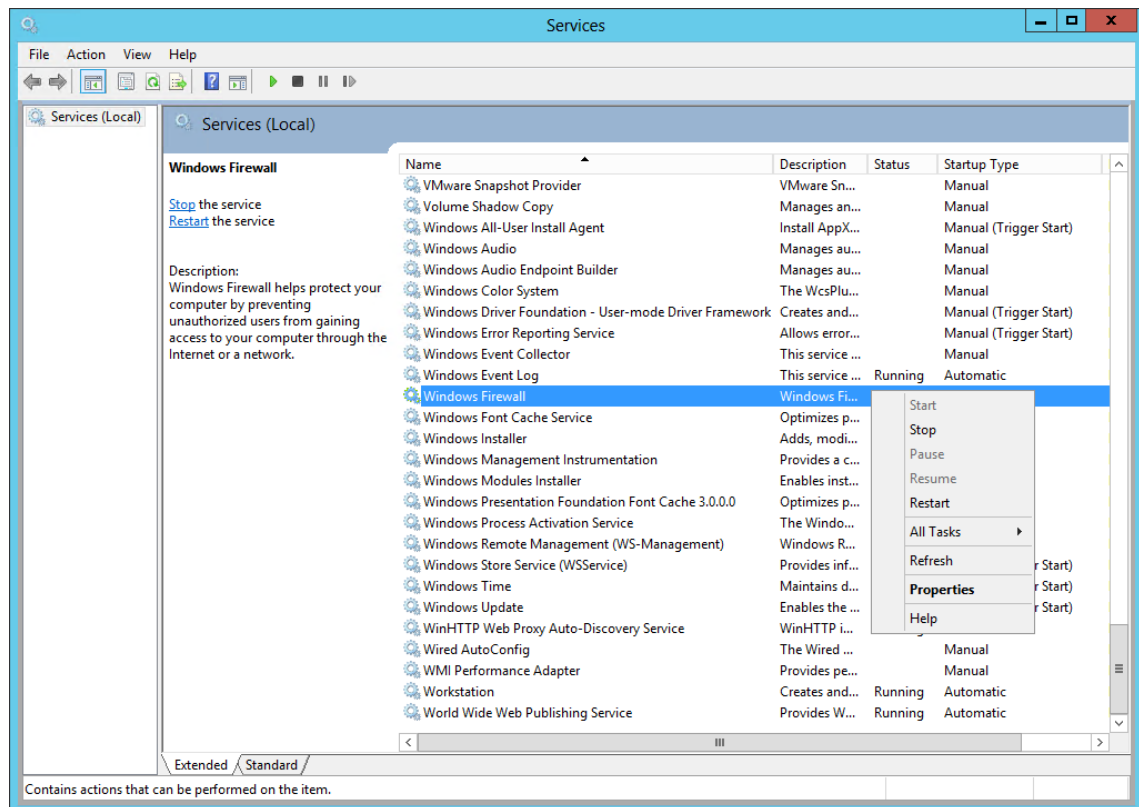 Services
File Action View Help
Services (Local)
Services (Local)
Windows Firewall
Stop the service
Restart the service
Description:
Windows Firewall helps protect your
computer by preventing
unauthorized users from gaining
access to your computer through the
Internet or a network.
Name Description Status Startup Type
VMware Snapshot Provider VMware Sn... Manual
Volume Shadow Copy Manages an... Manual
Windows All-User Install Agent Install AppX... Manual (Trigger Start)
Windows Audio Manages au... Manual
Windows Audio Endpoint Builder Manages au... Manual
Windows Color System The WcsPlu... Manual
Windows Driver Foundation - User-mode Driver Framework Creates and... Manual (Trigger Start)
Windows Error Reporting Service Allows error... Manual (Trigger Start)
Windows Event Collector This service ... Manual
Windows Event Log This service ... Running Automatic
Windows Firewall Windows Fi...
Windows Font Cache Service Optimizes p...
Windows Installer Adds, modi...
Windows Management Instrumentation Provides a c...
Windows Modules Installer Enables inst...
Windows Presentation Foundation Font Cache 3.0.0.0 Optimizes p...
Windows Process Activation Service The Windo...
Windows Remote Management (WS-Management) Windows R...
Windows Store Service (WSService) Provides inf... r Start)
Windows Time Maintains d... r Start)
Windows Update Enables the ... r Start)
WinHTTP Web Proxy Auto-Discovery Service WinHTTP i...
Wired AutoConfig The Wired ... Manual
WMI Performance Adapter Provides pe... Manual
Workstation Creates and... Running Automatic
World Wide Web Publishing Service Provides W... Running Automatic
Start
Stop
Pause
Resume
Restart
All Tasks
Refresh
Properties
Help
Extended Standard
Contains actions that can be performed on the item.